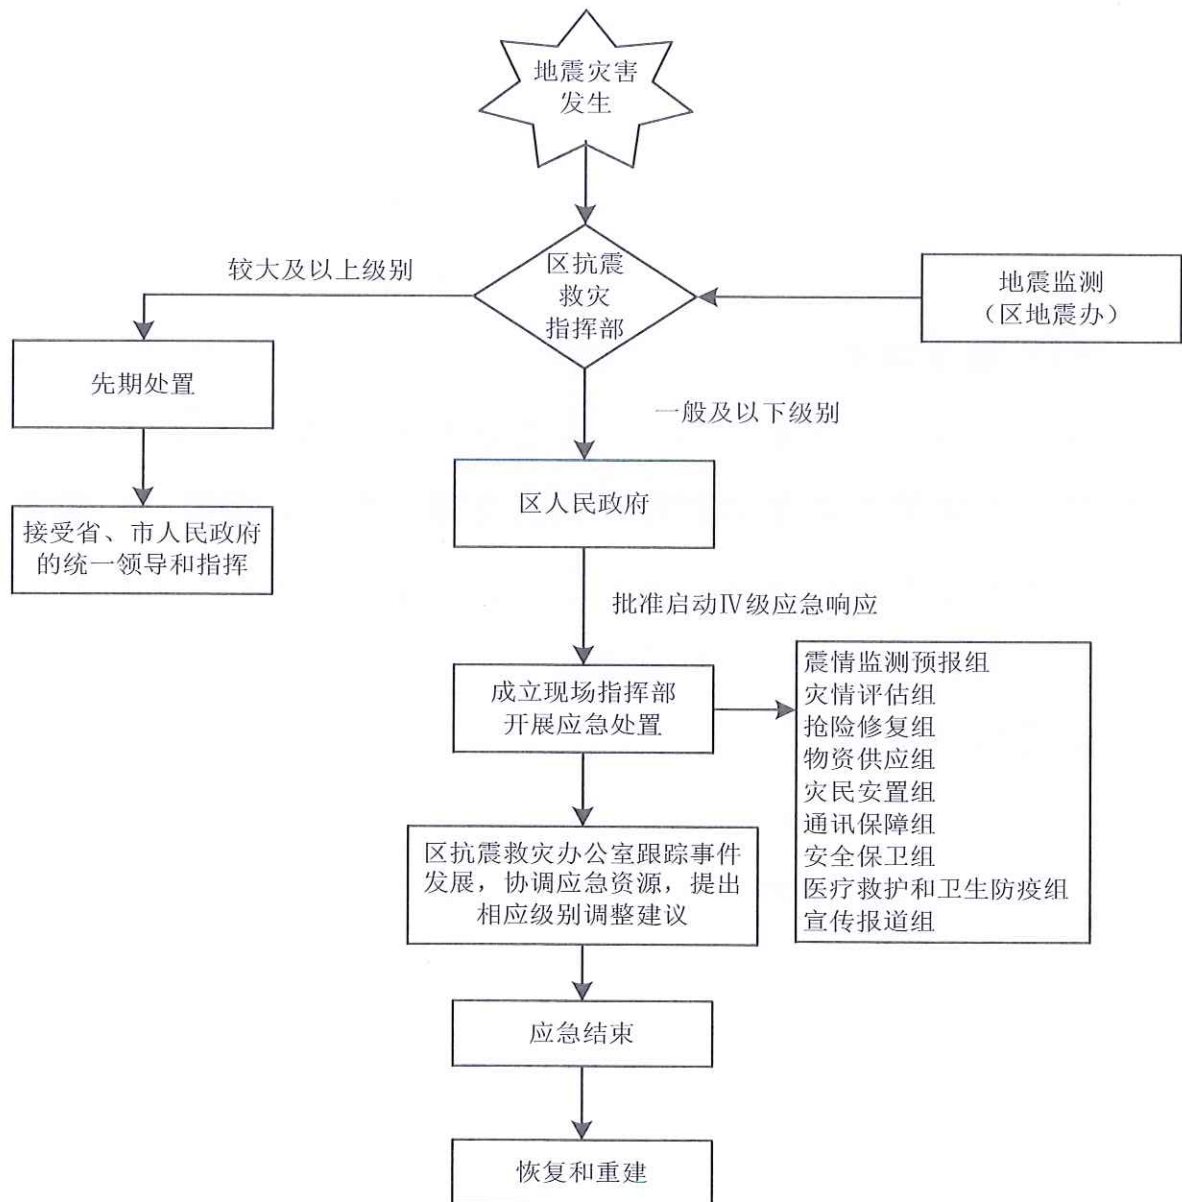 地震灾害
发生
较大及以上级别
区抗震
救灾
指挥部
地震监测
（区地震办）
先期处置
一般及以下级别
区人民政府
接受省、市人民政府
的统一领导和指挥
批准启动Ⅳ级应急响应
成立现场指挥部
开展应急处置
震情监测预报组
灾情评估组
抢险修复组
物资供应组
灾民安置组
通讯保障组
安全保卫组
医疗救护和卫生防疫组
宣传报道组
区抗震救灾办公室跟踪事件
发展，协调应急资源，提出
相应级别调整建议
应急结束
恢复和重建